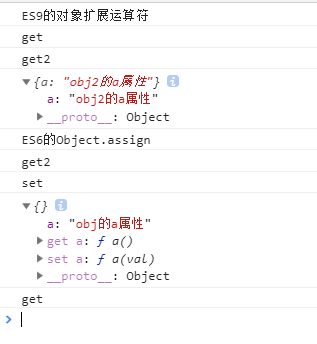 ES9的对象扩展运算符
get
get2
{a: "obj2的a属性"}
a: "obj2的a属性"
__proto__: Object
ES6的Object.assign
get2
set
{}
a: "obj的a属性"
get a: ƒ a()
set a: ƒ a(val)
__proto__: Object
get